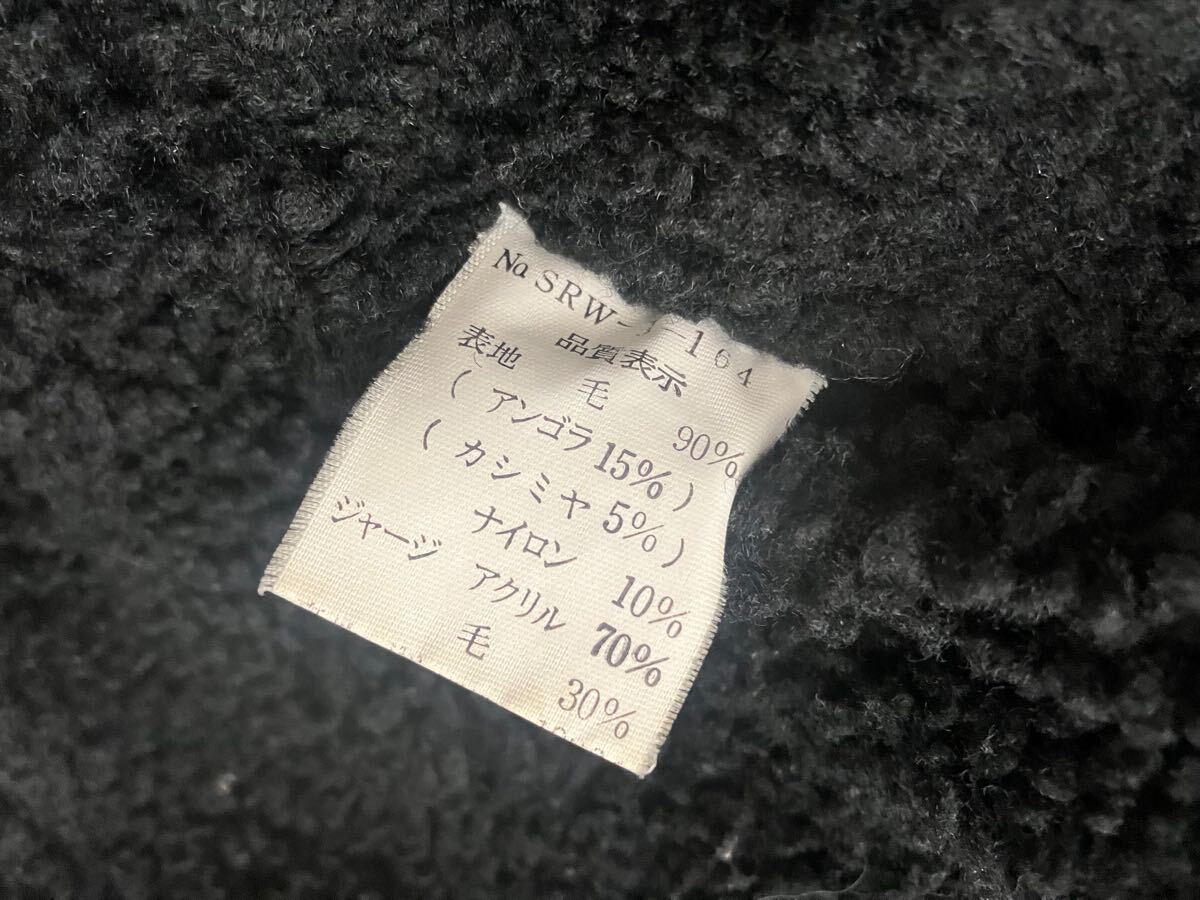 № SRW- -164
品質表示
表地 毛 90%
( アンゴラ 15% )
( カシミヤ 5% )
ナイロン 10%
ジャージ アクリル 70%
毛 30%